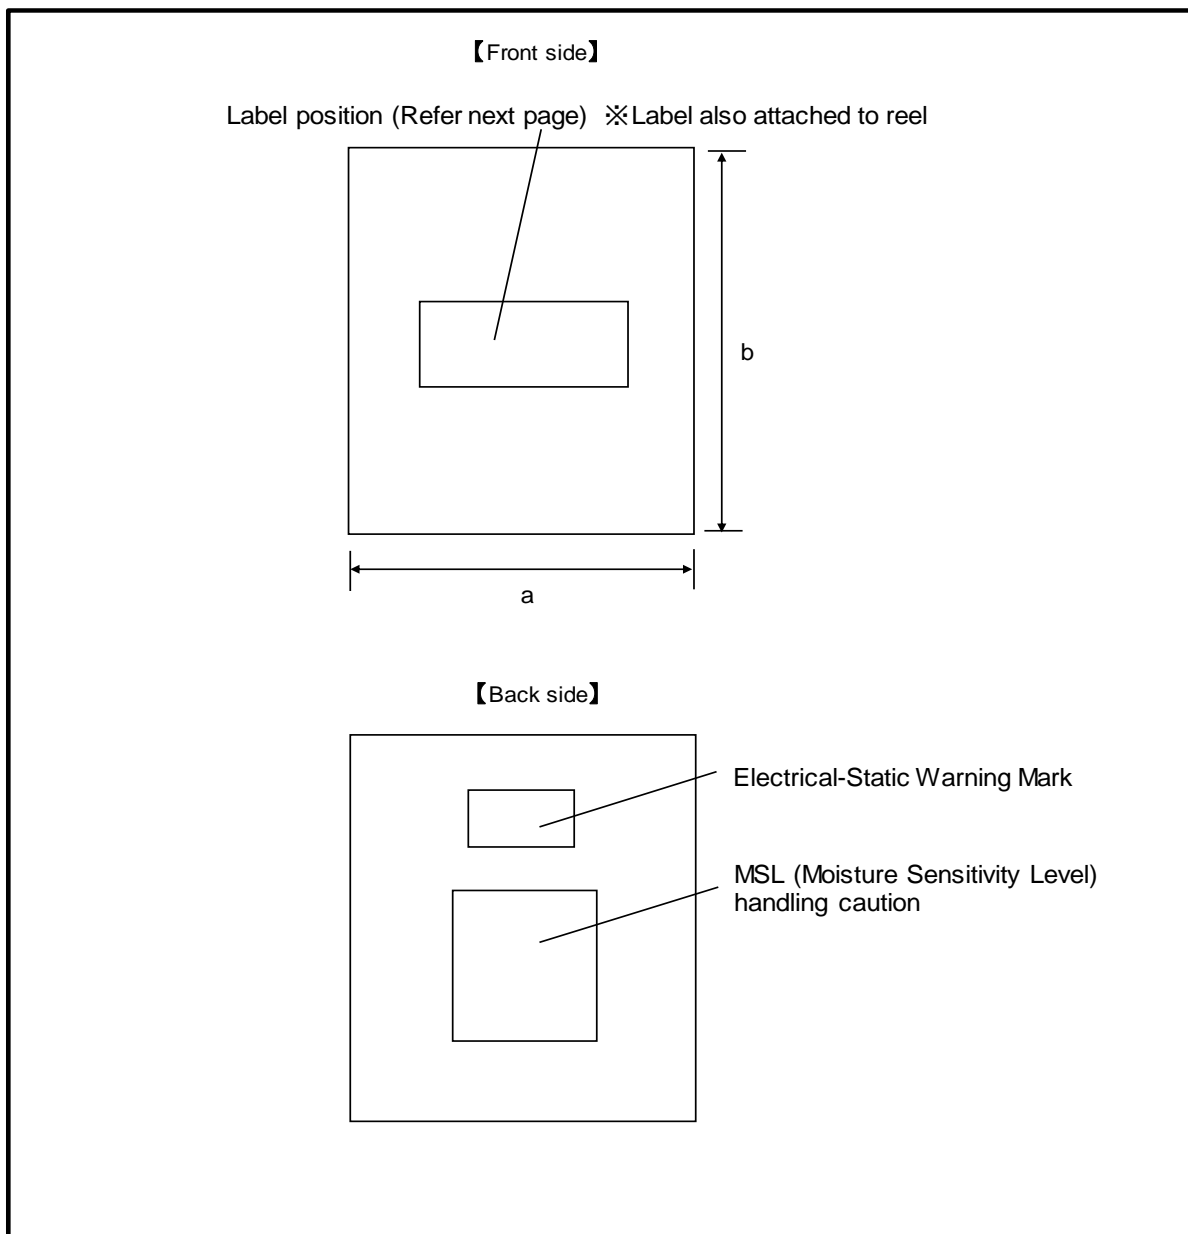 【Front side】
Label position (Refer next page) ※Label also attached to reel
b
a
【Back side】
Electrical-Static Warning Mark
MSL (Moisture Sensitivity Level)
handling caution